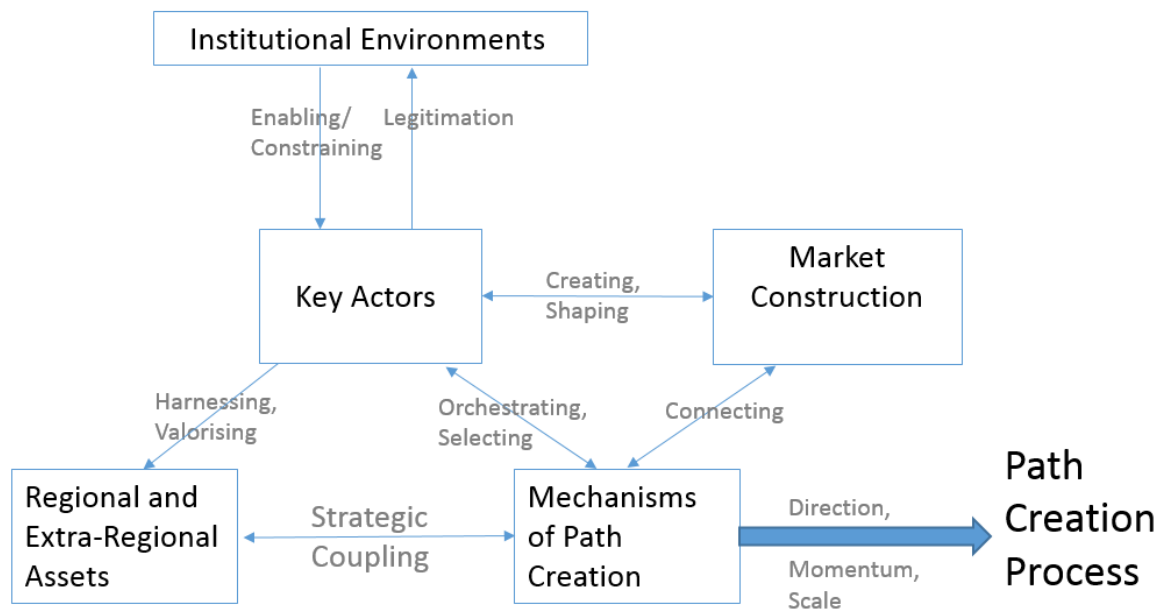 Institutional Environments
Enabling/
Constraining
Legitimation
Key Actors
Creating,
Shaping
Market
Construction
Harnessing,
Valorising
Orchestrating,
Selecting
Connecting
Regional and
Extra-Regional
Assets
Strategic
Coupling
Mechanisms
of Path
Creation
Direction,
Momentum,
Scale
Path
Creation
Process